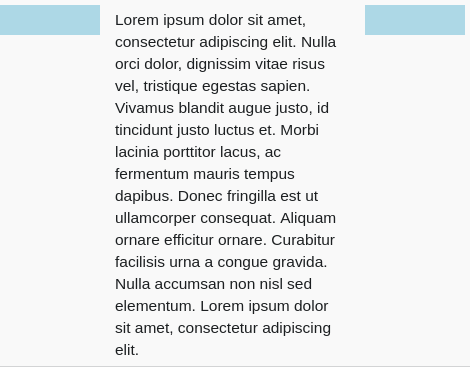 Lorem ipsum dolor sit amet,
consectetur adipiscing elit. Nulla
orci dolor, dignissim vitae risus
vel, tristique egestas sapien.
Vivamus blandit augue justo, id
tincidunt justo luctus et. Morbi
lacinia porttitor lacus, ac
fermentum mauris tempus
dapibus. Donec fringilla est ut
ullamcorper consequat. Aliquam
ornare efficitur ornare. Curabitur
facilisis urna a congue gravida.
Nulla accumsan non nisl sed
elementum. Lorem ipsum dolor
sit amet, consectetur adipiscing
elit.